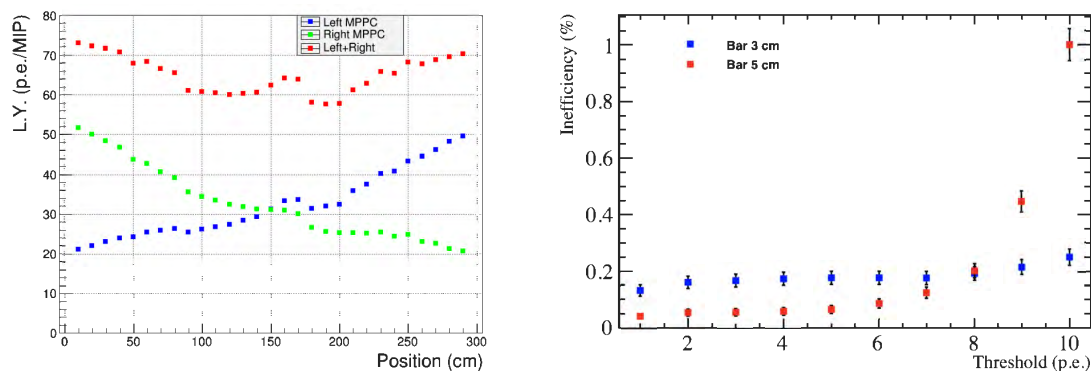 L.Y. (p.e./MIP)
80
70
60
50
40
30
20
Left MPPC
Right MPPC
Left+Right
0 50 100 150 200 250 300
Position (cm)
Inefficiency (%)
1
0.8
0.6
0.4
0.2
0
Bar 3 cm
Bar 5 cm
2 4 6 8 10
Threshold (p.e.)